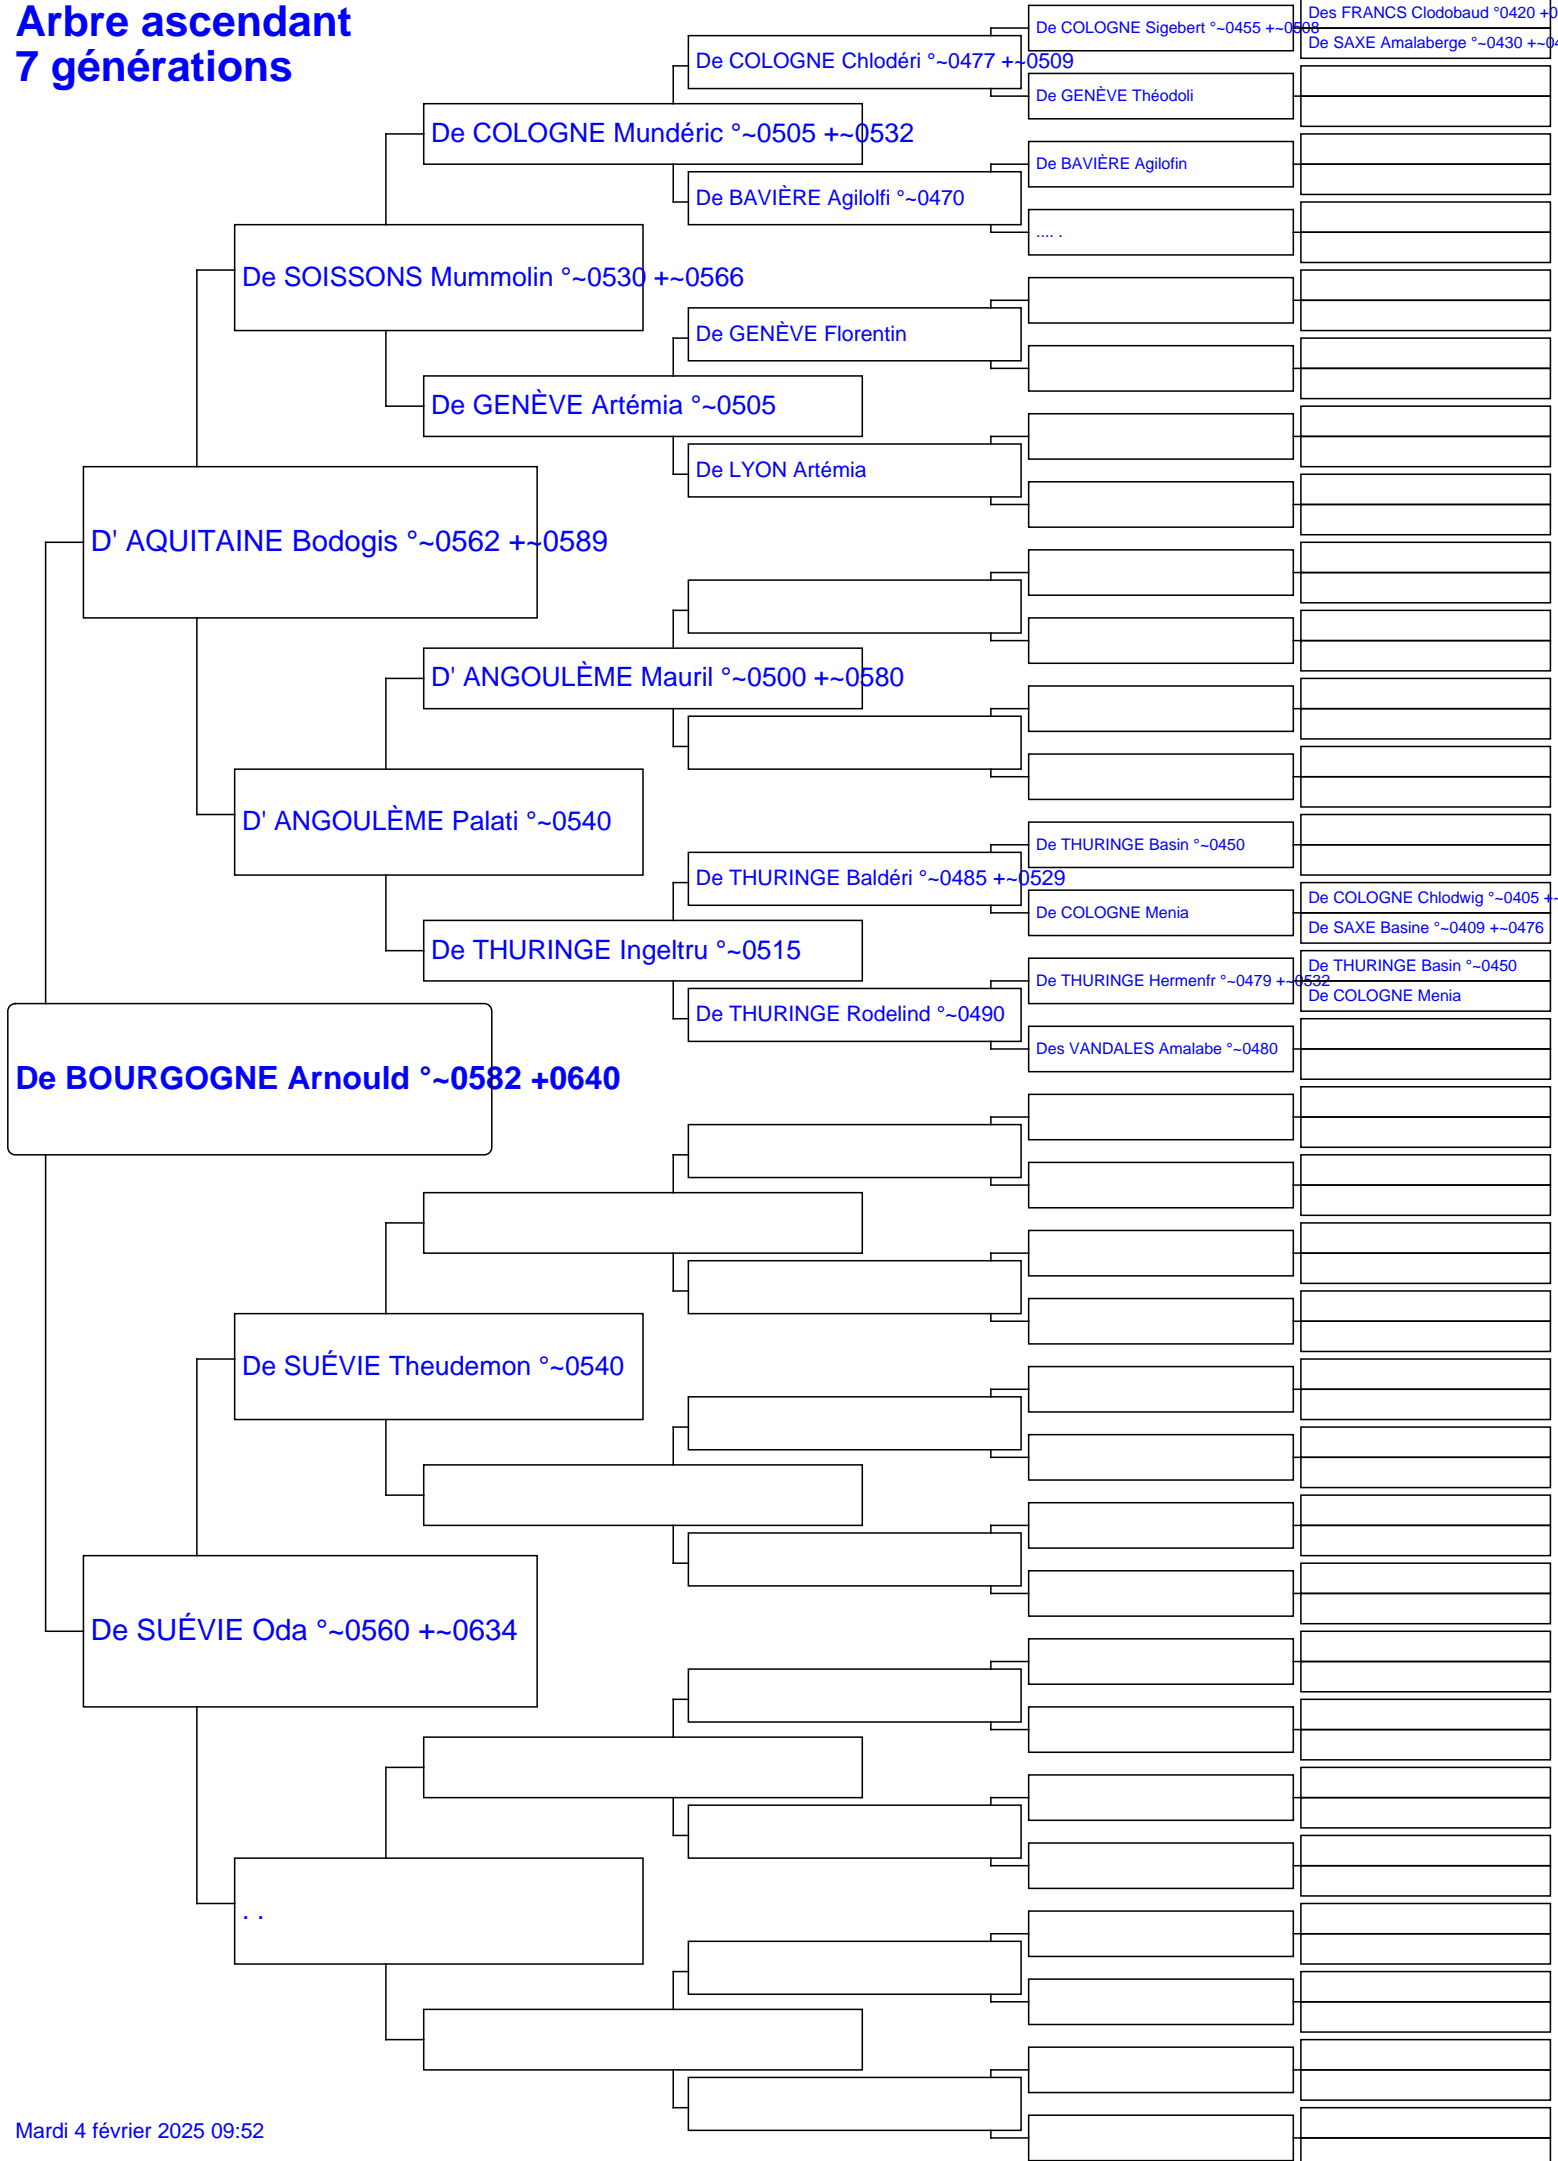 Arbre ascendant
7 générations
De BOURGOGNE Arnould °~0582 +0640
D' AQUITAINE Bodogis °~0562 +~0589
De SUÉVIE Oda °~0560 +~0634
De SOISSONS Mummolin °~0530 +~0566
D' ANGOULÈME Palati °~0540
De SUÉVIE Theudemon °~0540
. .
De COLOGNE Mundéric °~0505 +~0532
De GENÈVE Artémia °~0505
D' ANGOULÈME Mauril °~0500 +~0580
De THURINGE Ingeltru °~0515
De COLOGNE Chlodéri °~0477 +~0509
De BAVIÈRE Agilolfi °~0470
De GENÈVE Florentin
De LYON Artémia
De THURINGE Baldéri °~0485 +~0529
De THURINGE Rodelind °~0490
De COLOGNE Sigebert °~0455 +~0508
De GENÈVE Théodoli
De BAVIÈRE Agilofin
.... .
De THURINGE Basin °~0450
De COLOGNE Menia
De THURINGE Hermenfr °~0479 +~0532
Des VANDALES Amalabe °~0480
Des FRANCS Clodobaud °0420
De SAXE Amalaberge °~0430
De COLOGNE Chlodwig °~0405
De SAXE Basine °~0409 +~0476
De THURINGE Basin °~0450
De COLOGNE Menia
Mardi 4 février 2025 09:52